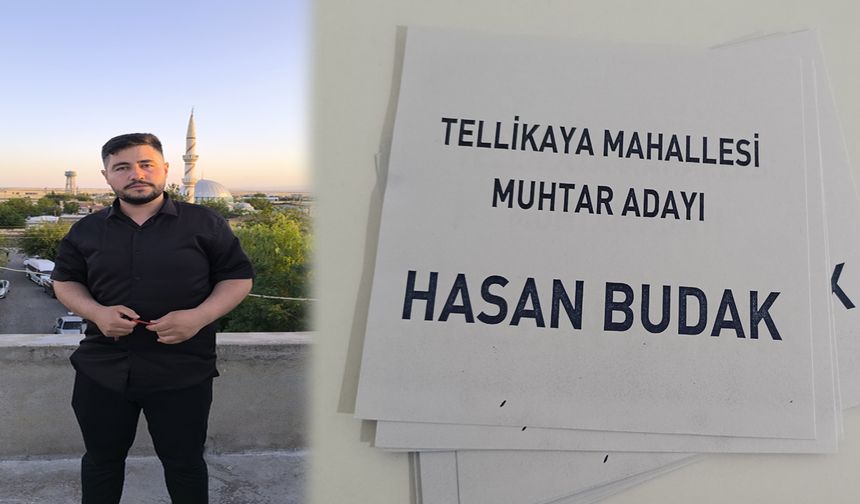 TELLİKAYA MAHALLESİ
MUHTAR ADAYI
HASAN BUDAK
K